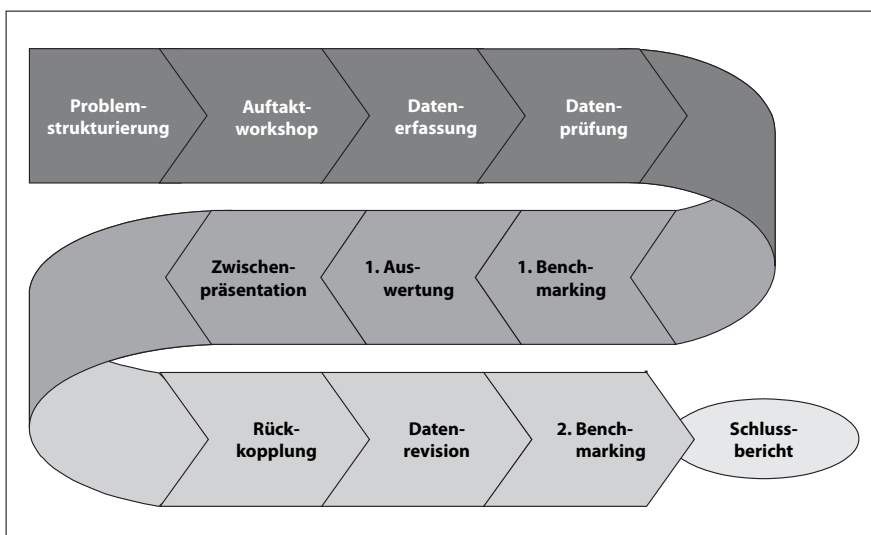 Problem-
strukturierung
Auftakt-
workshop
Daten-
erfassung
Daten-
prüfung
1. Bench-
marking
1. Aus-
wertung
Zwischen-
präsentation
Rück-
kopplung
Daten-
revision
2. Bench-
marking
Schluss-
bericht